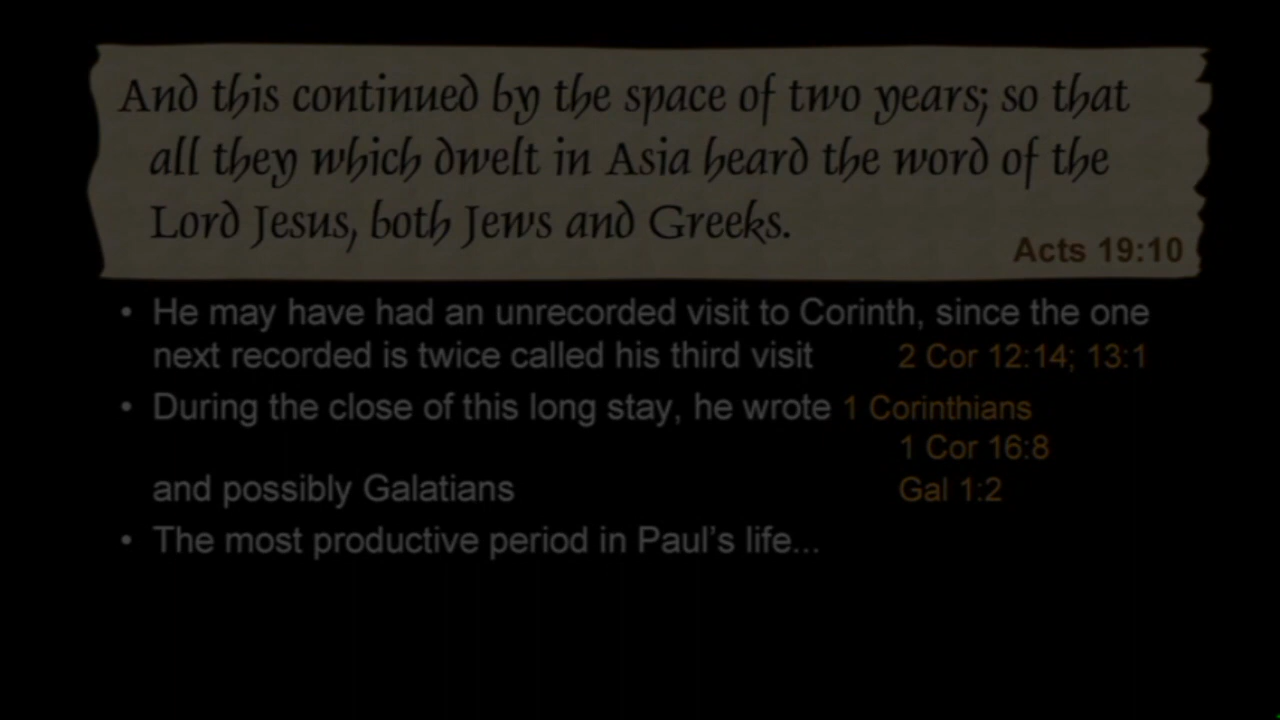 And this continued by the space of two years; so that
all they which dwelt in Asia heard the word of the
Lord Jesus, both Jews and Greeks.
Acts 19:10
• He may have had an unrecorded visit to Corinth, since the one
next recorded is twice called his third visit 2 Cor 12:14; 13:1
• During the close of this long stay, he wrote 1 Corinthians
1 Cor 16:8
and possibly Galatians Gal 1:2
• The most productive period in Paul’s life...